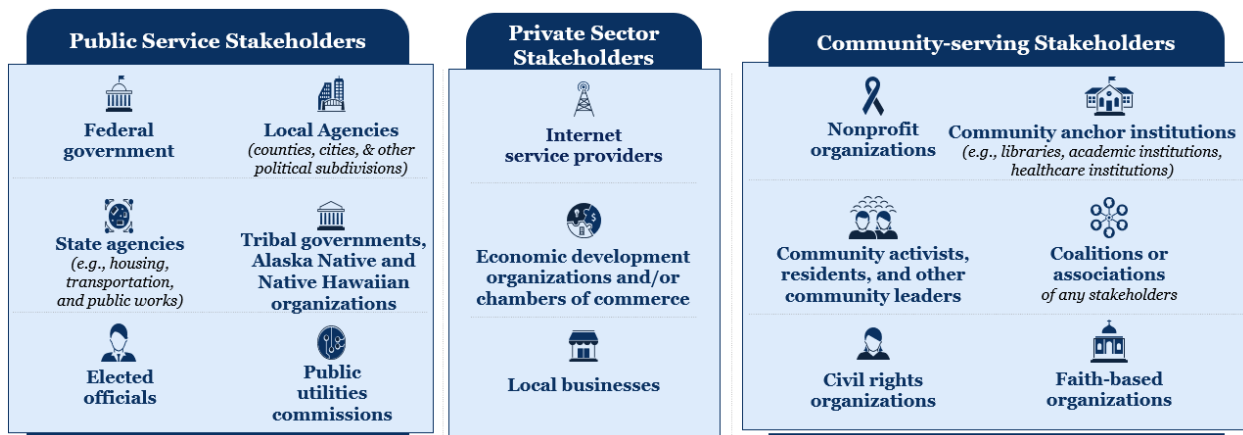 Public Service Stakeholders
Federal
government
Local Agencies
(counties, cities, & other
political subdivisions)
State agencies
(e.g., housing,
transportation,
and public works)
Tribal governments,
Alaska Native and
Native Hawaiian
organizations
Elected
officials
Public
utilities
commissions
Private Sector
Stakeholders
Internet
service providers
Economic development
organizations and/or
chambers of commerce
Local businesses
Community-serving Stakeholders
Nonprofit
organizations
Community anchor institutions
(e.g., libraries, academic institutions,
healthcare institutions)
Community activists,
residents, and other
community leaders
Coalitions or
associations
of any stakeholders
Civil rights
organizations
Faith-based
organizations